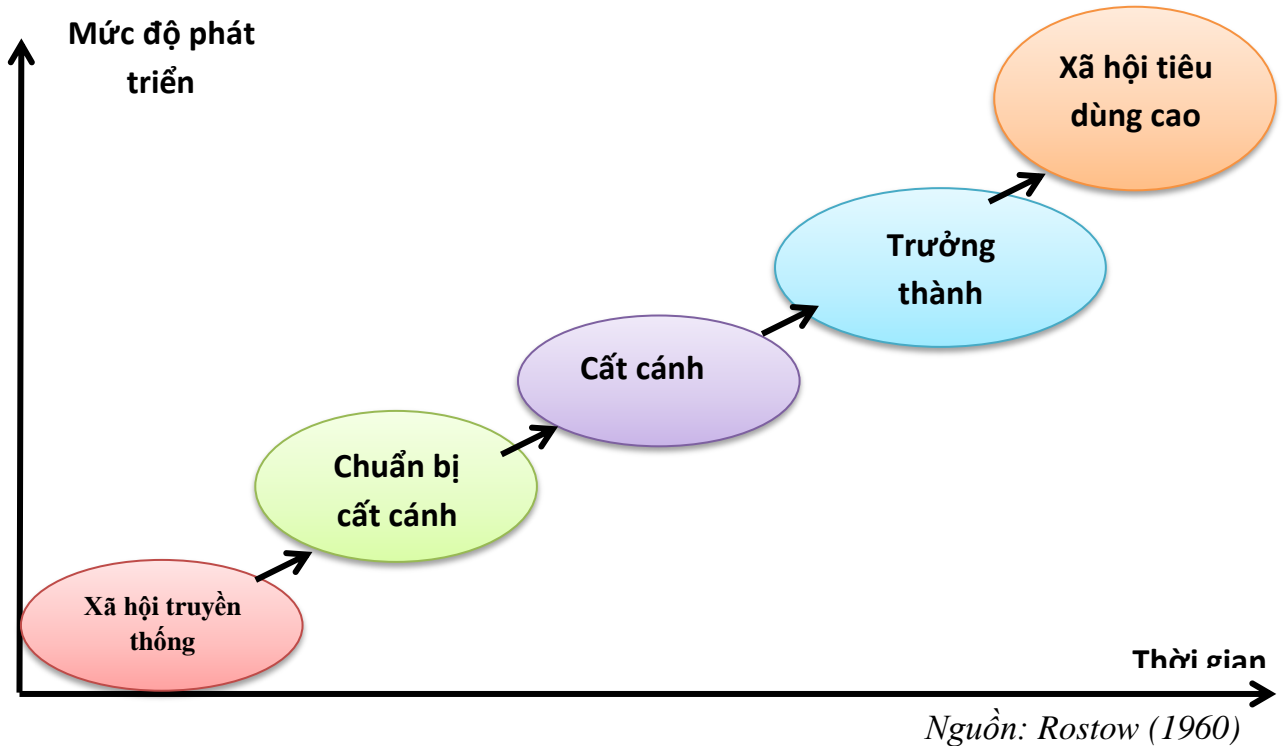 Mức độ phát
triển
Xã hội tiêu
dùng cao
Trưởng
thành
Cất cánh
Chuẩn bị
cất cánh
Xã hội truyền
thống
Thời gian
Nguồn: Rostow (1960)